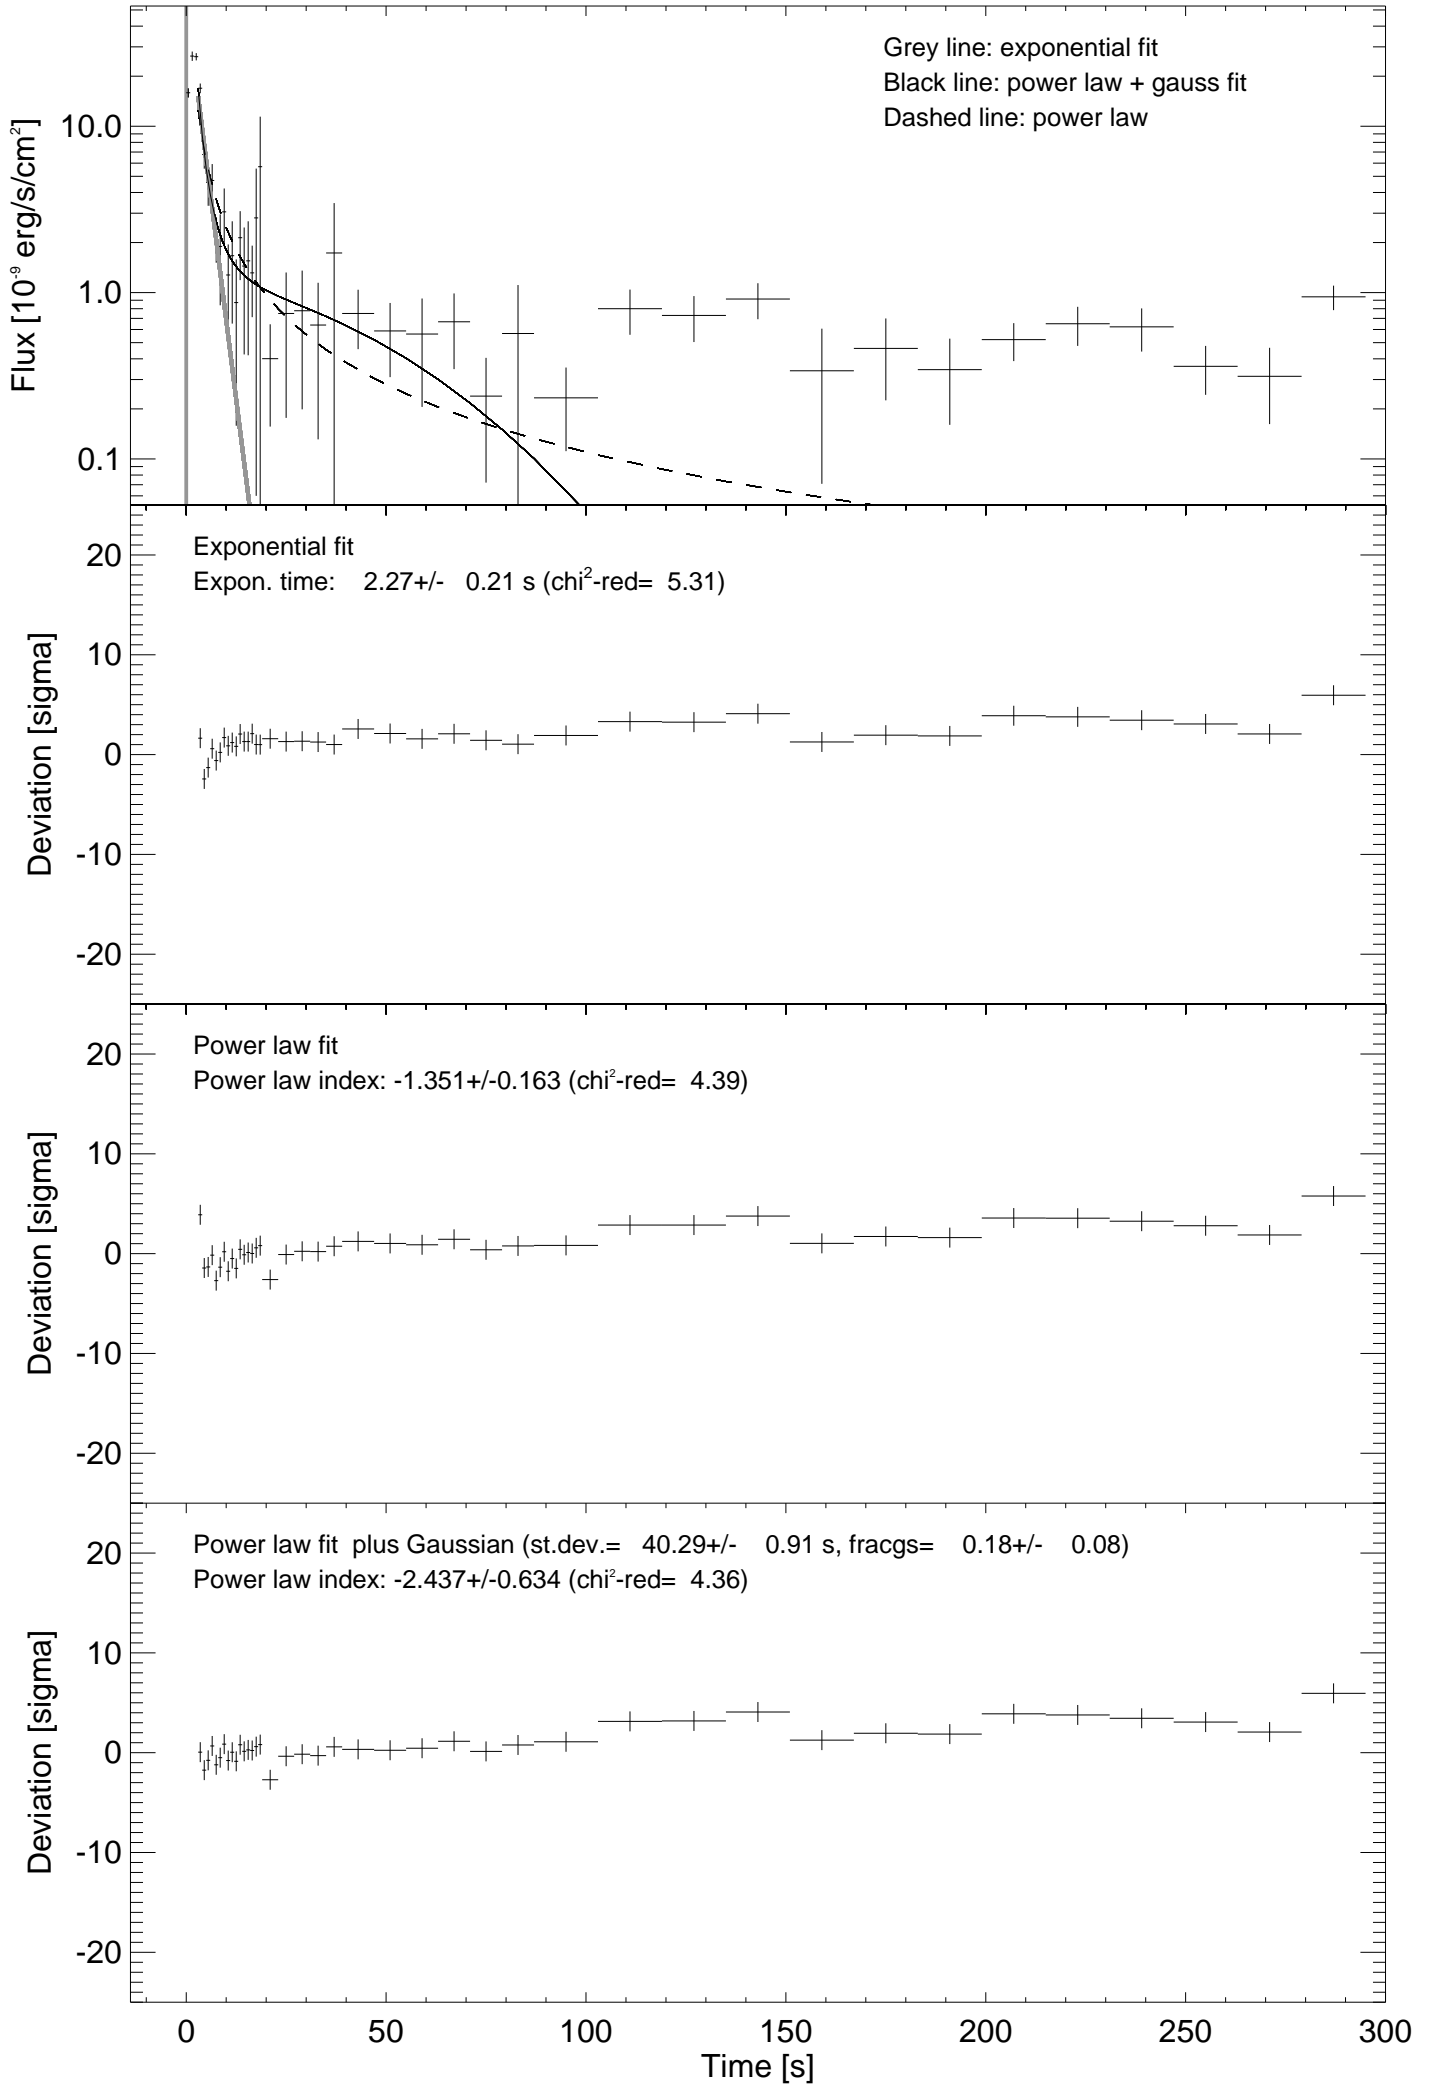 Grey line: exponential fit
Black line: power law + gauss fit
Dashed line: power law
10.0
1.0
0.1
Flux [10⁻⁹ erg/s/cm²]
Exponential fit
Expon. time: 2.27+/- 0.21 s (chi²-red= 5.31)
20
10
0
-10
-20
Deviation [sigma]
Power law fit
Power law index: -1.351+/-0.163 (chi²-red= 4.39)
20
10
0
-10
-20
Deviation [sigma]
Power law fit plus Gaussian (st.dev.= 40.29+/- 0.91 s, fracgs= 0.18+/- 0.08)
Power law index: -2.437+/-0.634 (chi²-red= 4.36)
20
10
0
-10
-20
Deviation [sigma]
0 50 100 150 200 250 300
Time [s]